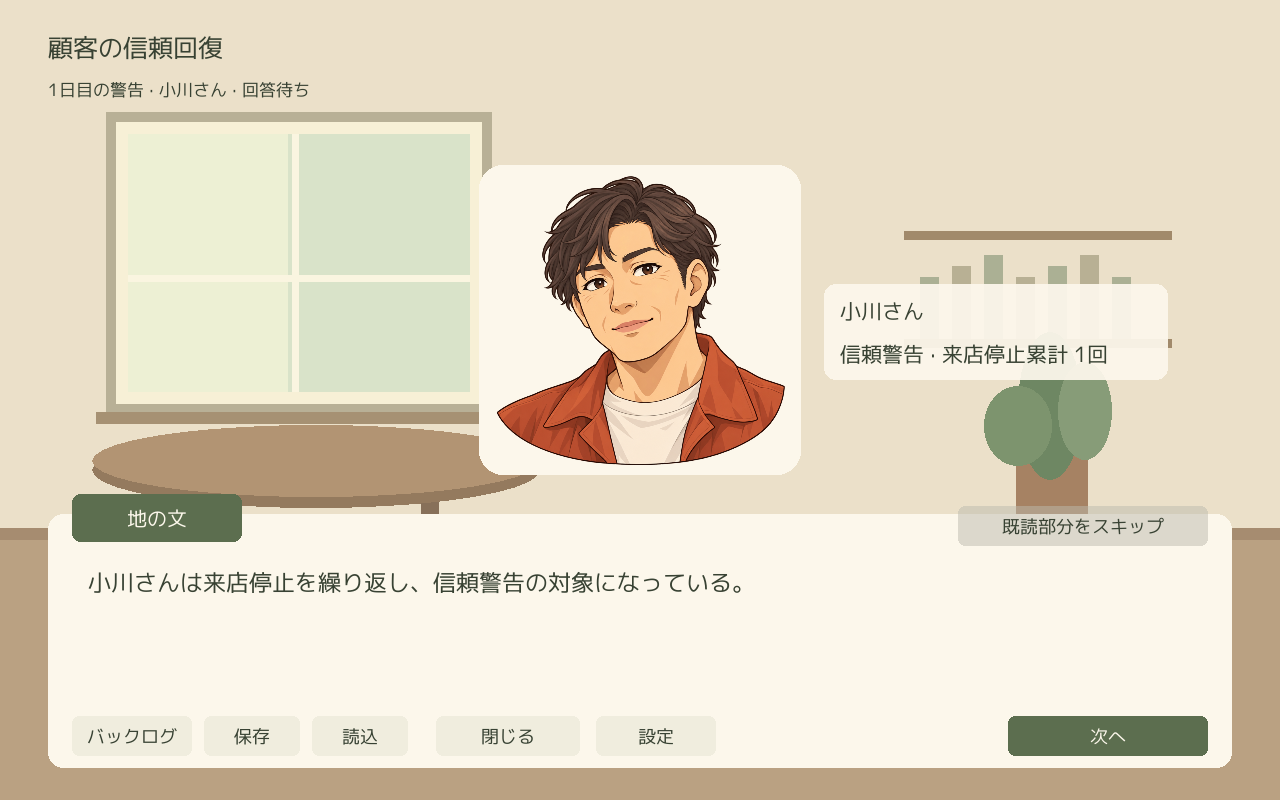 顧客の信頼回復
1日目の警告・小川さん・回答待ち
小川さん
信頼警告・来店停止累計 1回
地の文
既読部分をスキップ
小川さんは来店停止を繰り返し、信頼警告の対象になっている。
バックログ
保存
読込
閉じる
設定
次へ